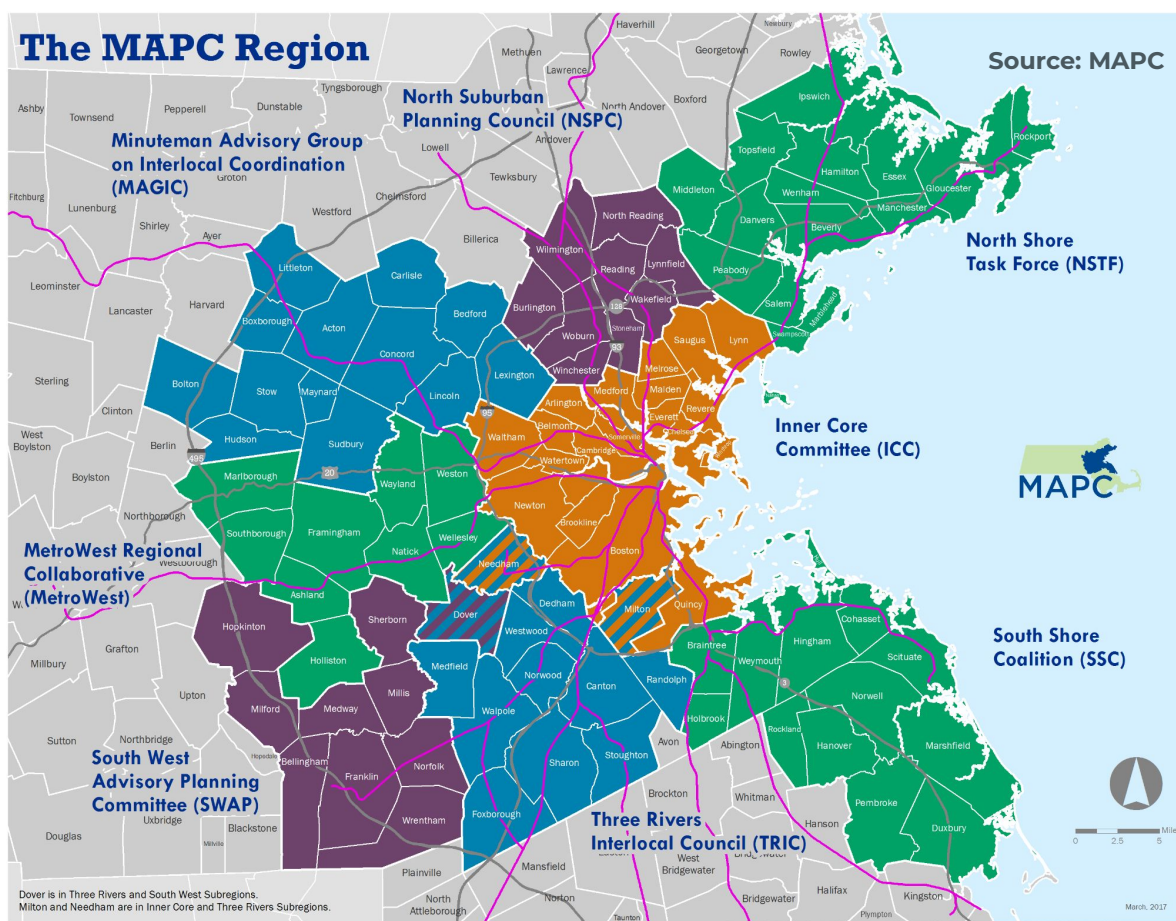 The MAPC Region
Source: MAPC
North Suburban
Planning Council (NSPC)
Minuteman Advisory Group
on Interlocal Coordination
(MAGIC)
North Shore
Task Force (NSTF)
Inner Core
Committee (ICC)
MAPC
MetroWest Regional
Collaborative
(MetroWest)
South Shore
Coalition (SSC)
South West
Advisory Planning
Committee (SWAP)
Three Rivers
Interlocal Council (TRIC)
Haverhill
Newbury
Methuen
Georgetown
Rowley
Lawrence
Ashby
Pepperell
Dunstable
Tyngsborough
Townsend
North Andover
Boxford
Ipswich
Andover
Lowell
Rockport
Topsfield
Groton
Tewksbury
Hamilton
Essex
Gloucester
Fitchburg
Lunenburg
Chelmsford
Middleton
Wenham
Manchester
Westford
Shirley
Ayer
Billerica
North Reading
Danvers
Beverly
Wilmington
Littleton
Carlisle
Reading
Lynnfield
Peabody
Leominster
Harvard
Lancaster
Burlington
Wakefield
Salem
Marblehead
Bedford
128
Boxborough
Acton
Woburn
Stoneham
Swampscott
93
Saugus
Lynn
Concord
Lexington
Winchester
Melrose
Sterling
Bolton
Stow
Maynard
Lincoln
Medford
Malden
Clinton
Arlington
Everett
Revere
95
Belmont
Somerville
Chelsea
West
Boylston
Berlin
Hudson
Sudbury
Waltham
Cambridge
Watertown
495
20
Boylston
Marlborough
Wayland
Weston
Newton
Northborough
Brookline
Southborough
Framingham
Wellesley
Boston
Westborough
Natick
Needham
Ashland
Dedham
Milton
Quincy
Hopkinton
Sherborn
Dover
Westwood
Cohasset
Grafton
Hingham
Braintree
Scituate
Millbury
Holliston
Medfield
Norwood
Weymouth
Canton
Randolph
3
Upton
Millis
Norwell
Milford
Medway
Walpole
Holbrook
Sutton
Northbridge
Hopedale
Avon
Rockland
Hanover
Marshfield
Bellingham
Norfolk
Stoughton
Abington
Franklin
Sharon
Brockton
Whitman
Pembroke
Uxbridge
Wrentham
Foxborough
Hanson
Duxbury
Douglas
Millville
Blackstone
West
Bridgewater
Plainville
Mansfield
Halifax
Kingston
North
Attleborough
Norton
Bridgewater
Taunton
Plympton
0 2.5 5
Dover is in Three Rivers and South West Subregions.
Milton and Needham are in Inner Core and Three Rivers Subregions.
March, 2017